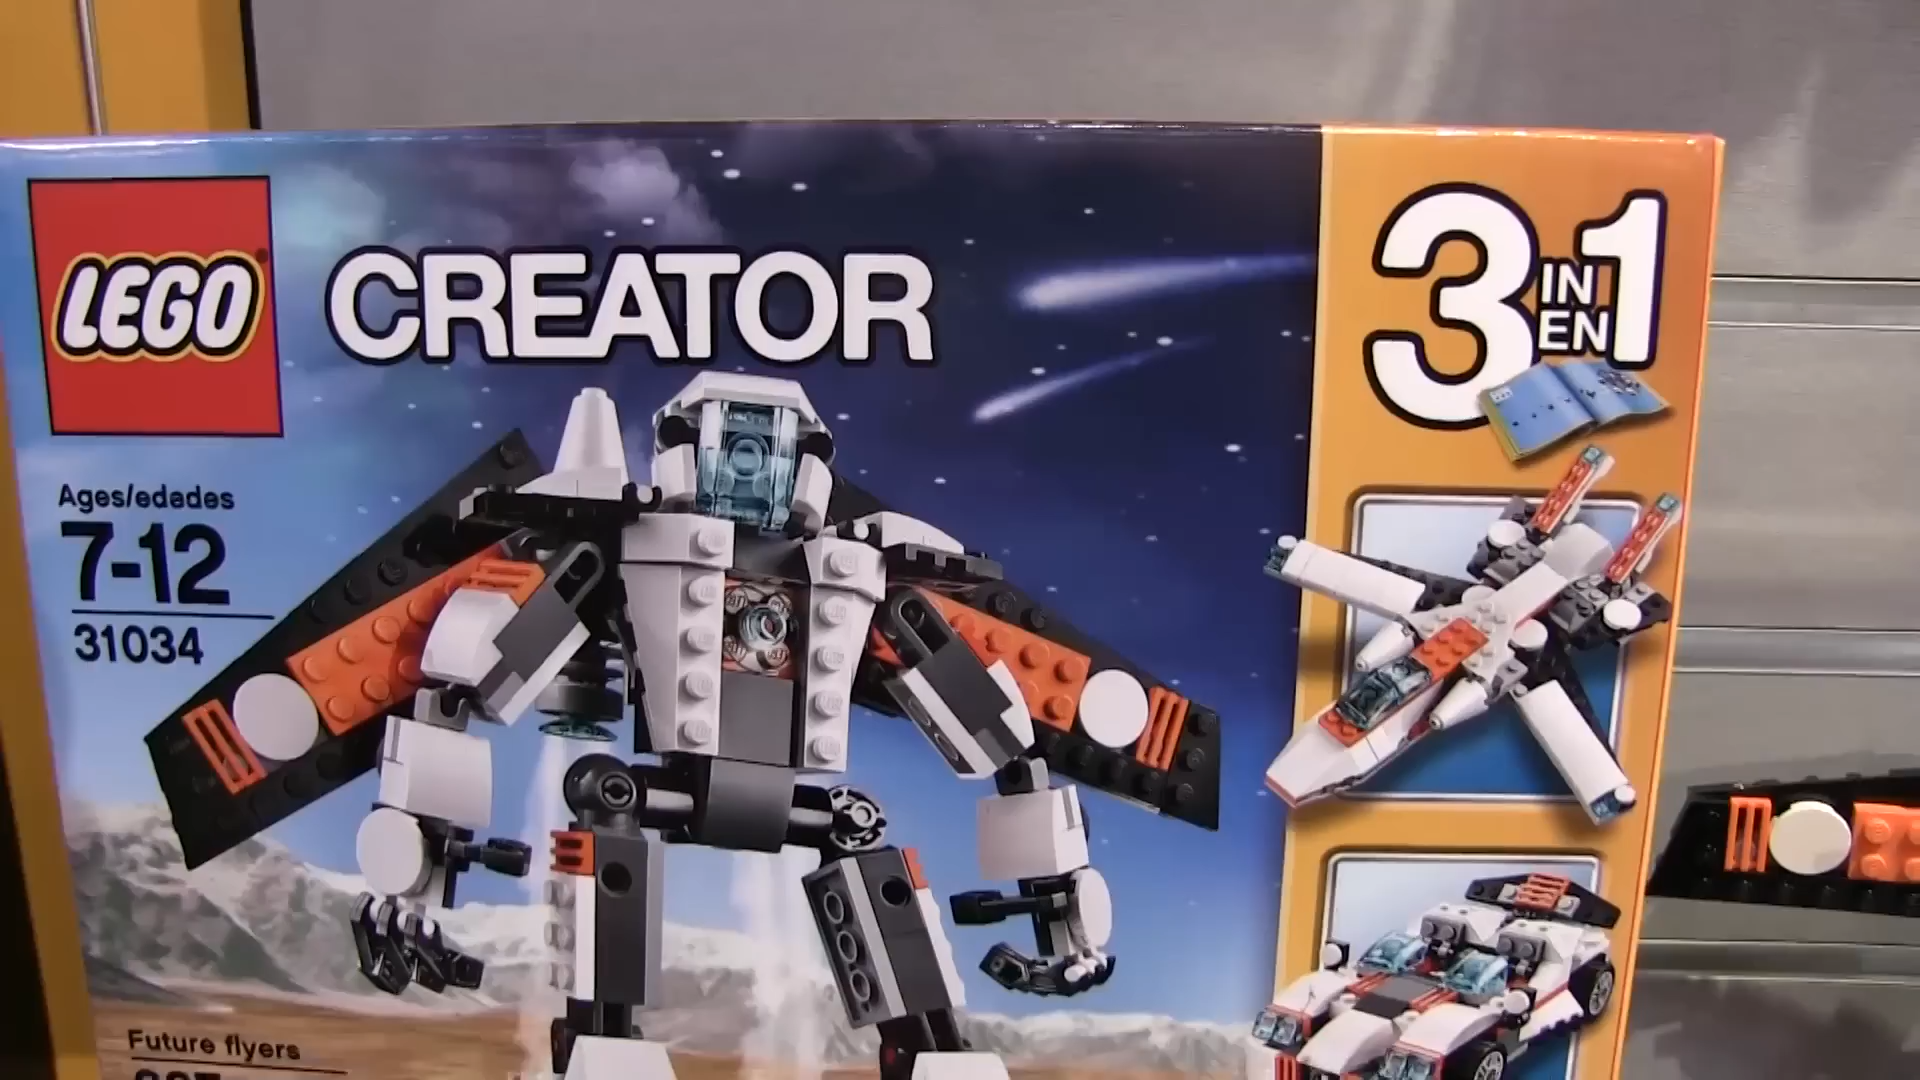 LEGO
CREATOR
3 IN 1
EN
Ages/edades
7-12
31034
Future flyers